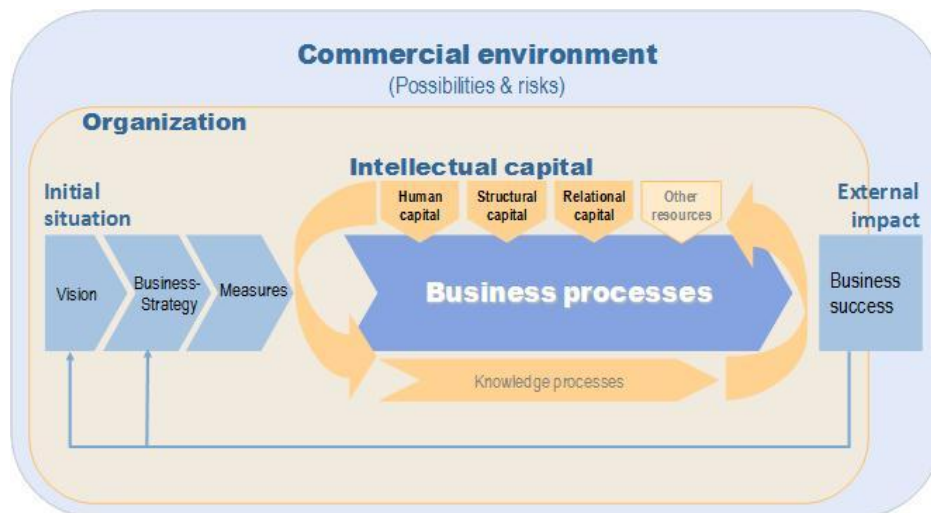 Commercial environment
(Possibilities & risks)
Organization
Intellectual capital
Initial
situation
Human
capital
Structural
capital
Relational
capital
Other
resources
External
impact
Vision
Business-
Strategy
Measures
Business processes
Business
success
Knowledge processes